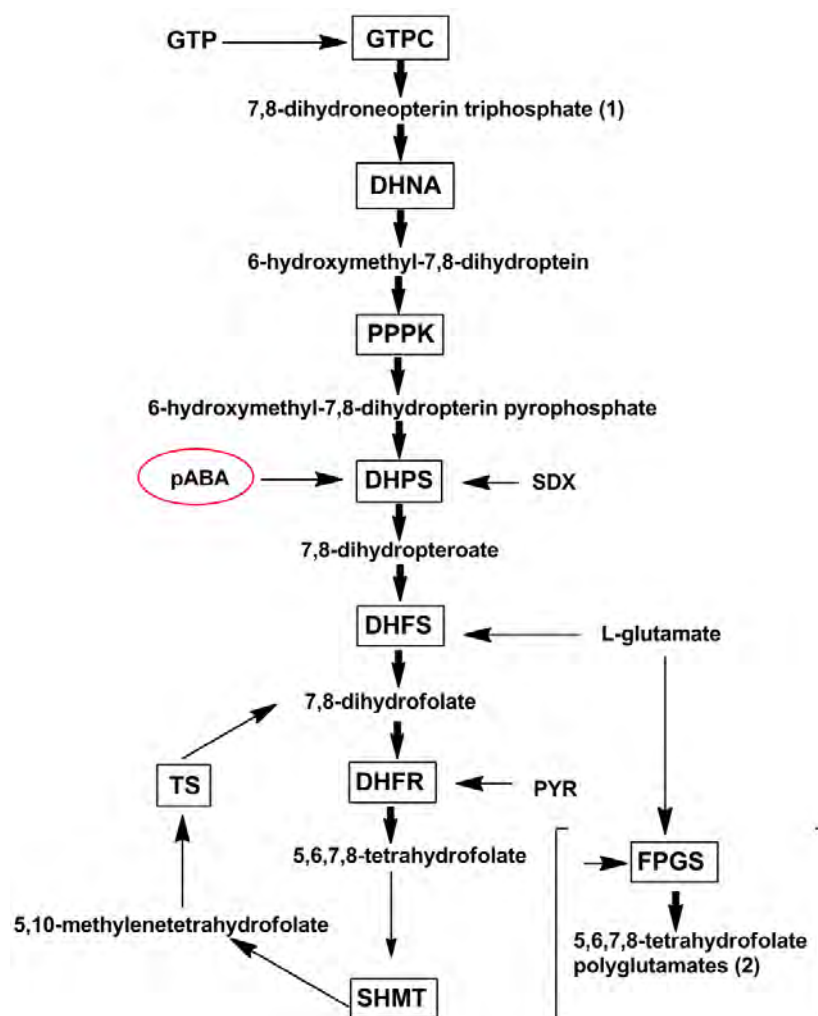 GTP
GTPC
7,8-dihydroneopterin triphosphate (1)
DHNA
6-hydroxymethyl-7,8-dihydroptein
PPPK
6-hydroxymethyl-7,8-dihydropterin pyrophosphate
pABA
DHPS
SDX
7,8-dihydropteroate
DHFS
L-glutamate
7,8-dihydrofolate
TS
DHFR
PYR
5,6,7,8-tetrahydrofolate
FPGS
5,10-methylenetetrahydrofolate
5,6,7,8-tetrahydrofolate
polyglutamates (2)
SHMT